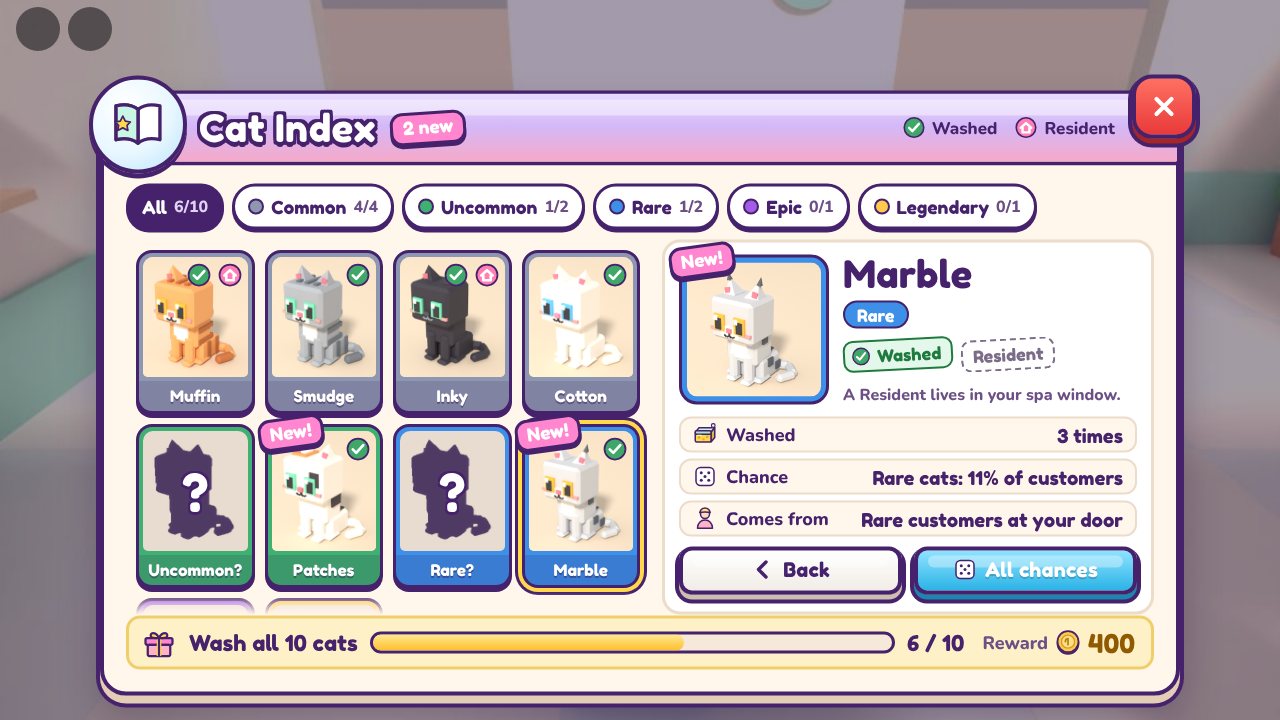 Cat Index
2 new
Washed
Resident
All 6/10
Common 4/4
Uncommon 1/2
Rare 1/2
Epic 0/1
Legendary 0/1
Muffin
Smudge
Inky
Cotton
?
Uncommon?
New!
Patches
?
Rare?
New!
Marble
New!
Marble
Rare
Washed
Resident
A Resident lives in your spa window.
Washed
3 times
Chance
Rare cats: 11% of customers
Comes from
Rare customers at your door
Back
All chances
Wash all 10 cats
6 / 10
Reward
1
400